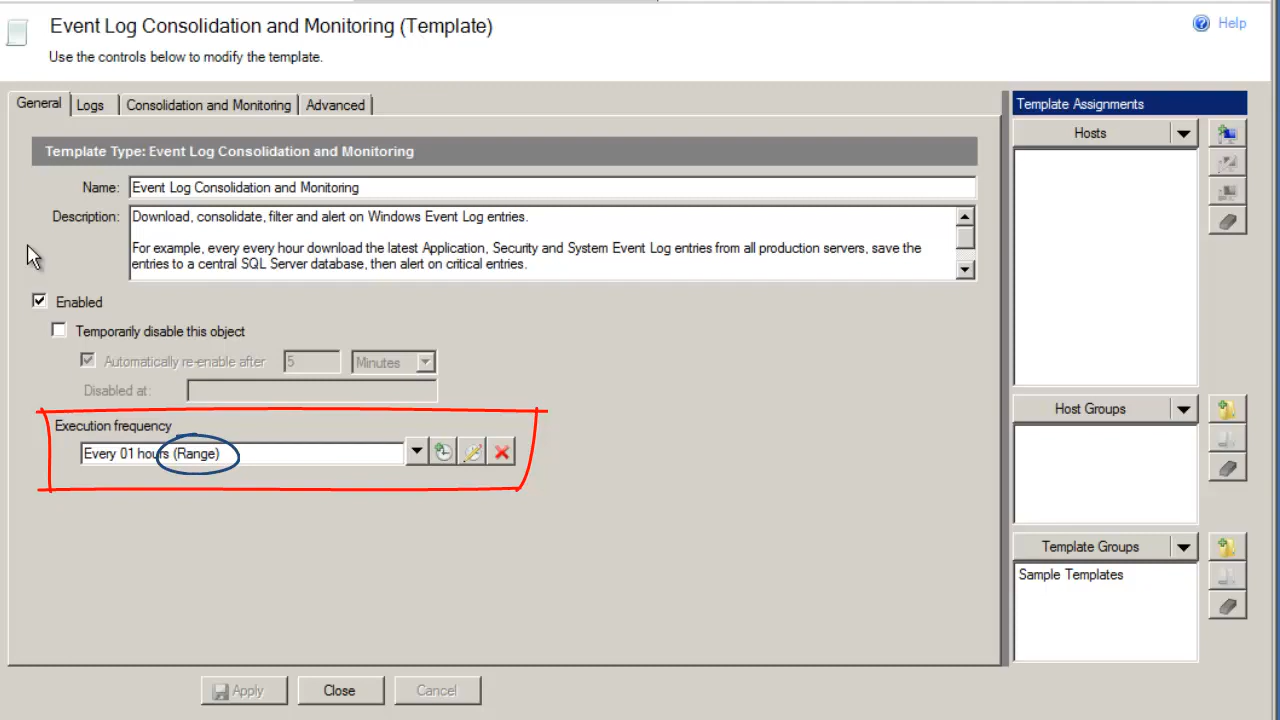 Event Log Consolidation and Monitoring (Template)
Help
Use the controls below to modify the template.
General
Logs
Consolidation and Monitoring
Advanced
Template Type: Event Log Consolidation and Monitoring
Name:
Event Log Consolidation and Monitoring
Description:
Download, consolidate, filter and alert on Windows Event Log entries.
For example, every every hour download the latest Application, Security and System Event Log entries from all production servers, save the
entries to a central SQL Server database, then alert on critical entries.
Enabled
Temporarily disable this object
Automatically re-enable after
5
Minutes
Disabled at:
Execution frequency
Every 01 hours (Range)
Apply
Close
Cancel
Template Assignments
Hosts
Host Groups
Template Groups
Sample Templates